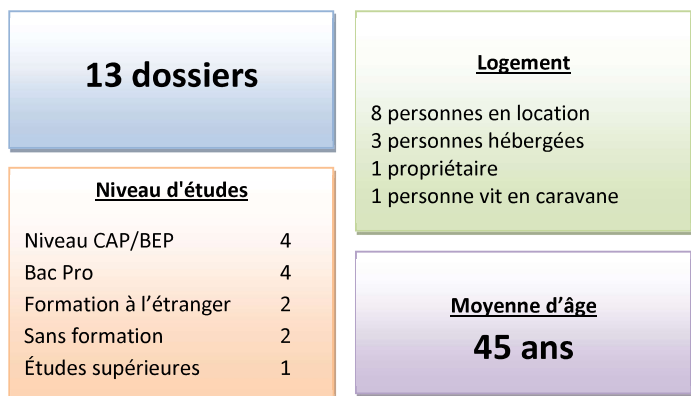 13 dossiers
Niveau d'études
Niveau CAP/BEP 4
Bac Pro 4
Formation à l’étranger 2
Sans formation 2
Études supérieures 1
Logement
8 personnes en location
3 personnes hébergées
1 propriétaire
1 personne vit en caravane
Moyenne d’âge
45 ans